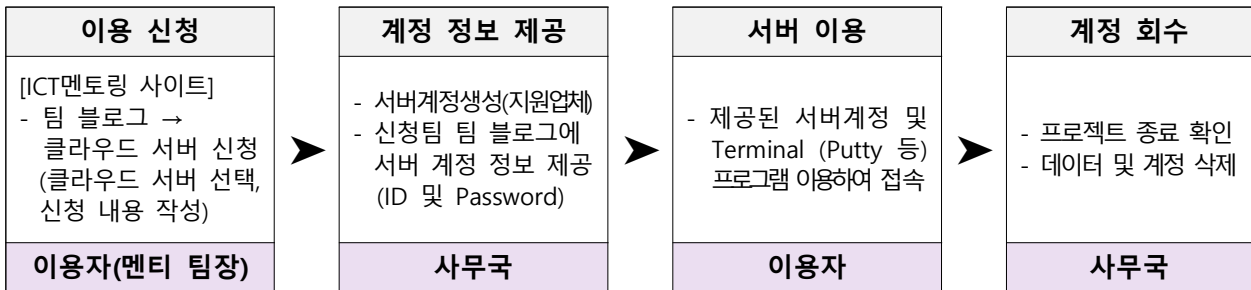 이용 신청
[ICT멘토링 사이트]
- 팀 블로그 →
클라우드 서버 신청
(클라우드 서버 선택,
신청 내용 작성)
이용자(멘티 팀장)
계정 정보 제공
- 서버계정생성(지원업체)
- 신청팀 팀 블로그에
서버 계정 정보 제공
(ID 및 Password)
사무국
서버 이용
- 제공된 서버계정 및
Terminal (Putty 등)
프로그램 이용하여 접속
이용자
계정 회수
- 프로젝트 종료 확인
- 데이터 및 계정 삭제
사무국